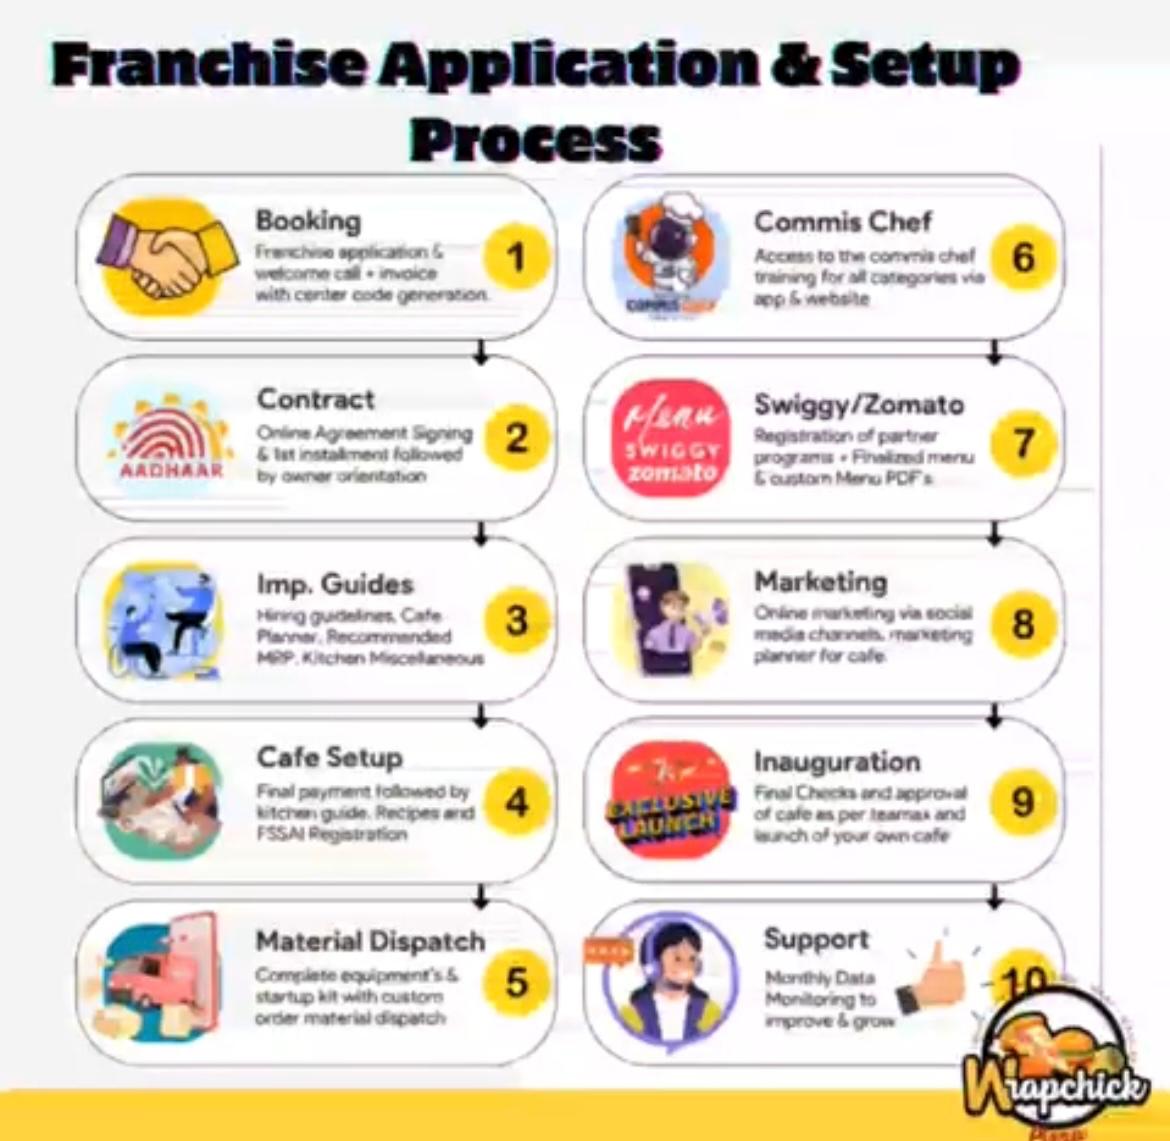 Franchise Application & Setup
Process
Booking
Franchise application &
welcome call + invoice
with center code generation.
1
Contract
Online Agreement Signing
& 1st installment followed
by owner orientation
AADHAAR
2
Imp. Guides
Hiring guidelines, Cafe
Planner, Recommended
MRP, Kitchen Miscellaneous
3
Cafe Setup
Final payment followed by
kitchen guide, Recipes and
FSSAI Registration
4
Material Dispatch
Complete equipment's &
startup kit with custom
order material dispatch
5
Commis Chef
Access to the commis chef
training for all categories via
app & website
COMMIS CHEF
6
Swiggy/Zomato
Registration of partner
programs + Finalized menu
& custom Menu PDF's
Menu
SWIGGY
zomato
7
Marketing
Online marketing via social
media channels, marketing
planner for cafe.
8
Inauguration
Final Checks and approval
of cafe as per teamax and
launch of your own cafe
EXCLUSIVE
LAUNCH
9
Support
Monthly Data
Monitoring to
improve & grow
10
Wrapchick